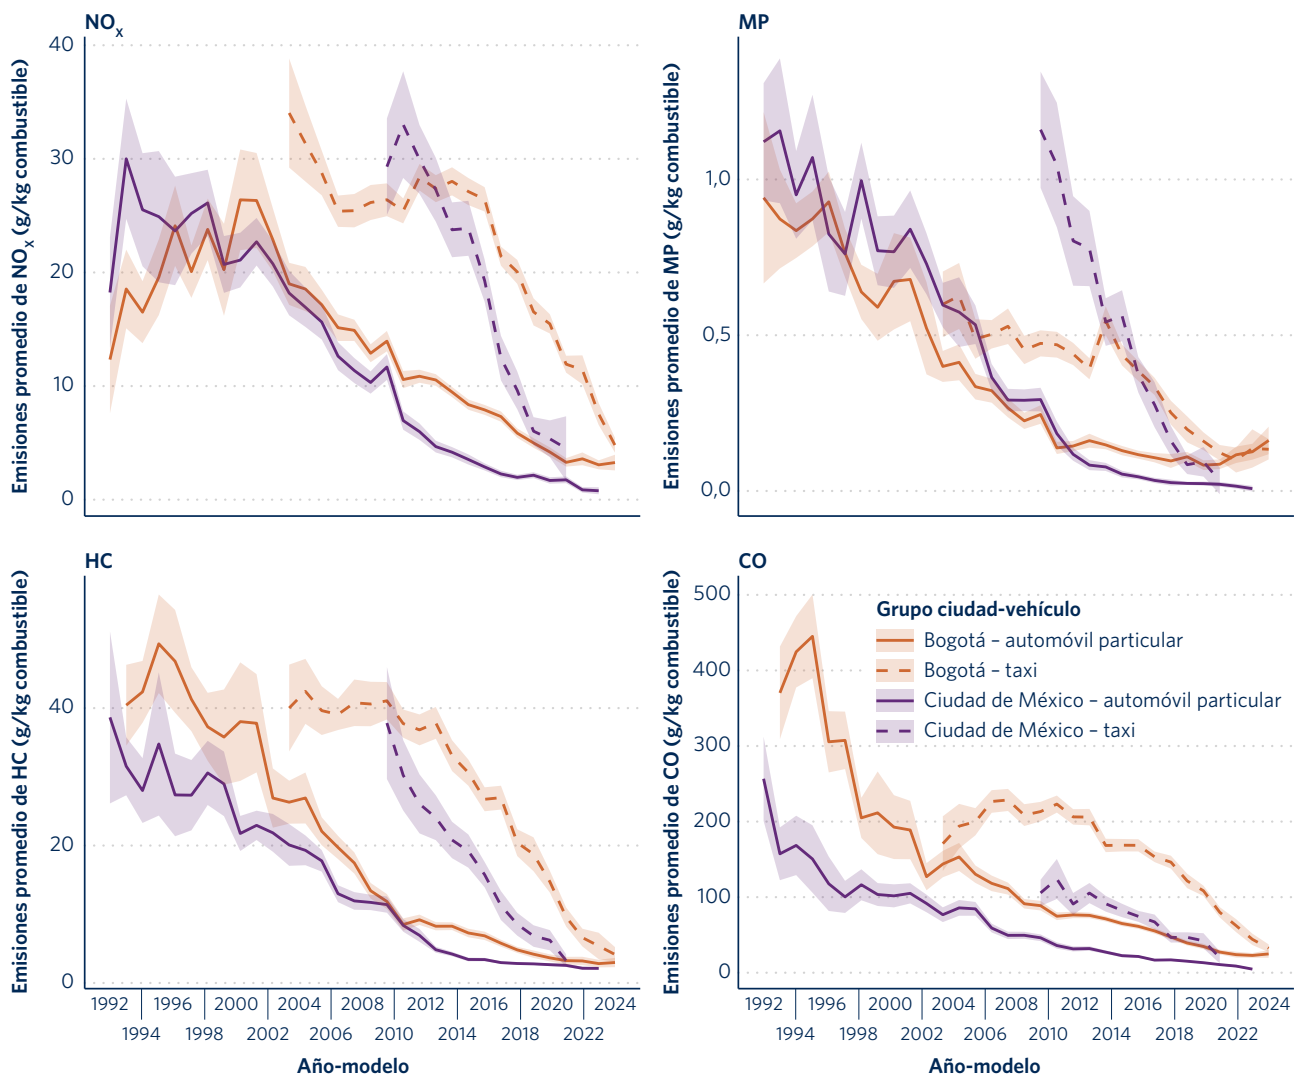 NOx
Emisiones promedio de NOx (g/kg combustible)
40
30
20
10
0
MP
Emisiones promedio de MP (g/kg combustible)
1,0
0,5
0,0
HC
Emisiones promedio de HC (g/kg combustible)
40
20
0
1992 1996 2000 2004 2008 2012 2016 2020 2024
1994 1998 2002 2006 2010 2014 2018 2022
Año-modelo
CO
Emisiones promedio de CO (g/kg combustible)
500
400
300
200
100
0
Grupo ciudad-vehículo
Bogotá – automóvil particular
Bogotá – taxi
Ciudad de México – automóvil particular
Ciudad de México – taxi
1992 1996 2000 2004 2008 2012 2016 2020 2024
1994 1998 2002 2006 2010 2014 2018 2022
Año-modelo